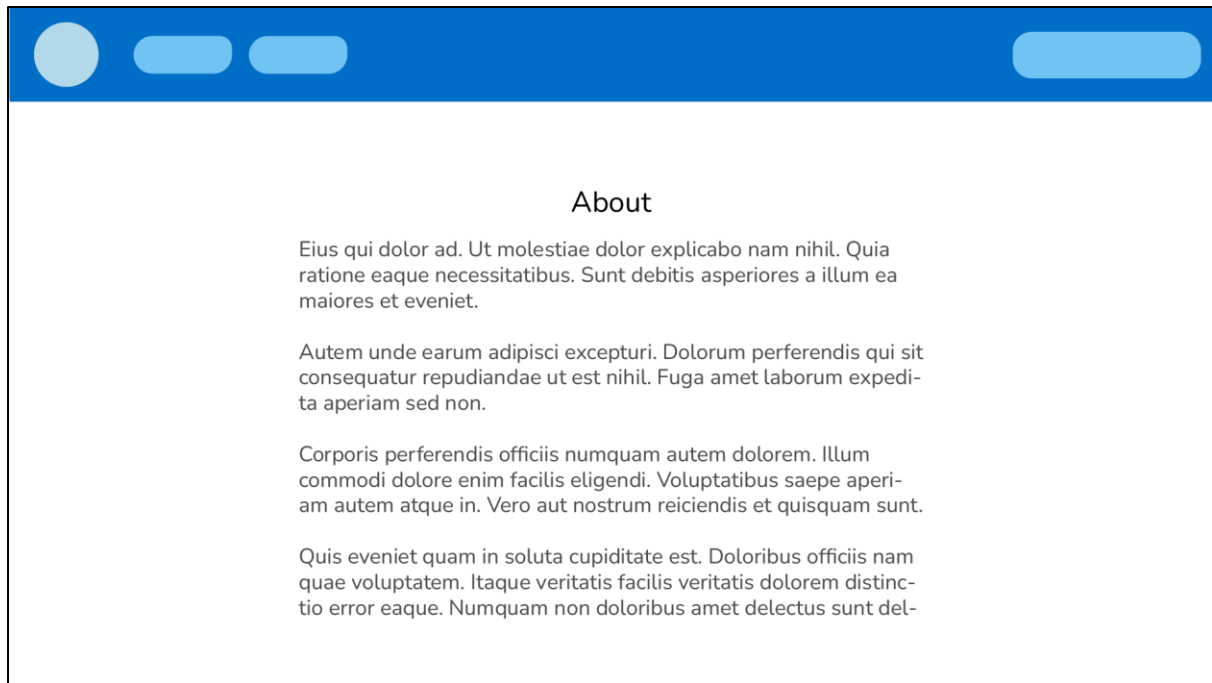 About
Eius qui dolor ad. Ut molestiae dolor explicabo nam nihil. Quia
ratione eaque necessitatibus. Sunt debitis asperiores a illum ea
maiores et eveniet.
Autem unde earum adipisci excepturi. Dolorum perferendis qui sit
consequatur repudiandae ut est nihil. Fuga amet laborum expedi-
ta aperiam sed non.
Corporis perferendis officiis numquam autem dolorem. Illum
commodi dolore enim facilis eligendi. Voluptatibus saepe aperi-
am autem atque in. Vero aut nostrum reiciendis et quisquam sunt.
Quis eveniet quam in soluta cupiditate est. Doloribus officiis nam
quae voluptatem. Itaque veritatis facilis veritatis dolorem distinc-
tio error eaque. Numquam non doloribus amet delectus sunt del-